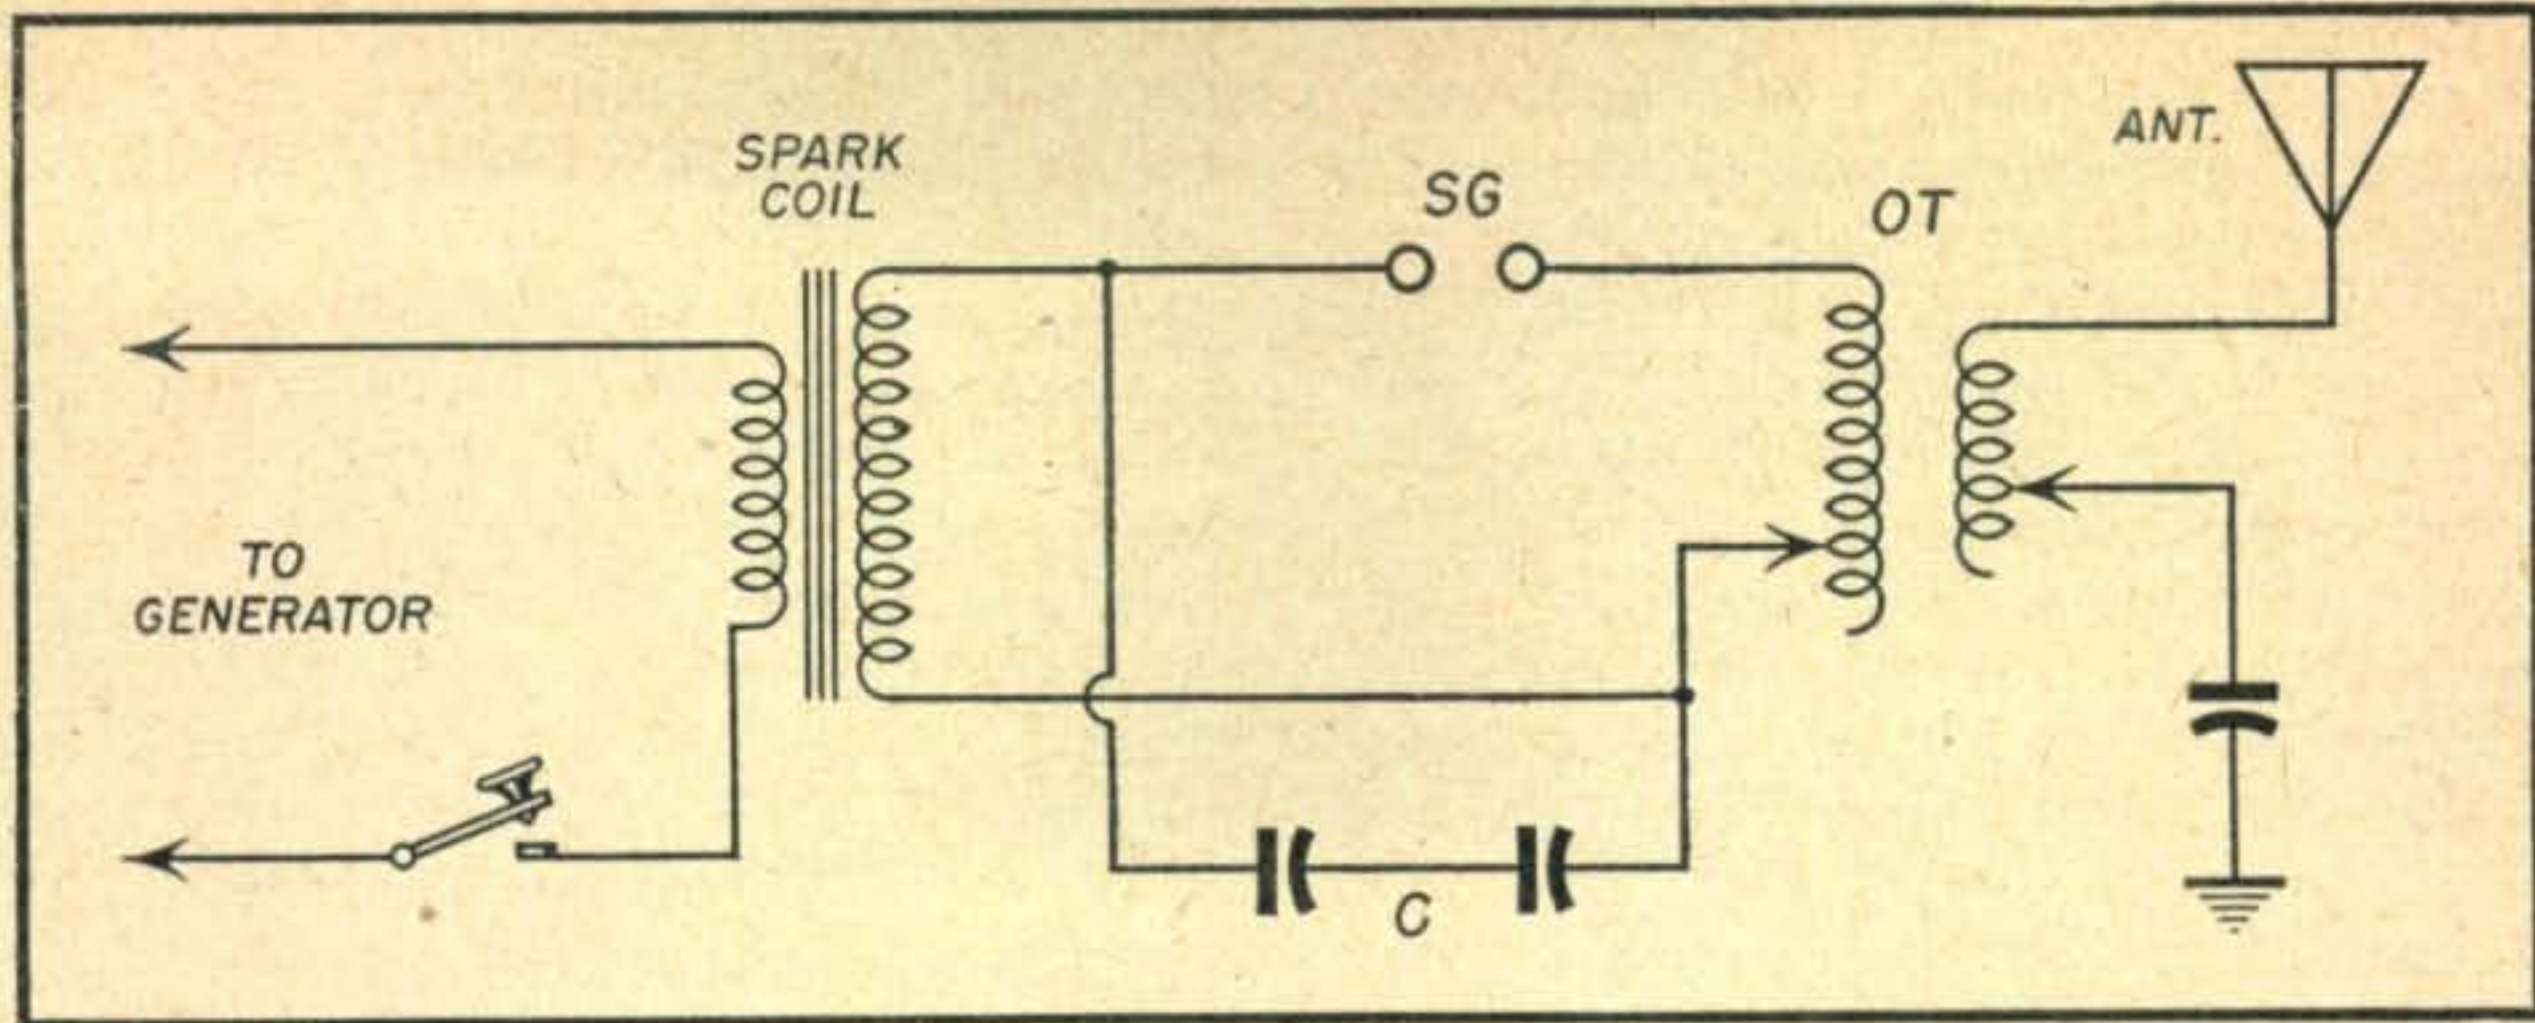 SPARK
COIL
SG
OT
ANT.
TO
GENERATOR
C